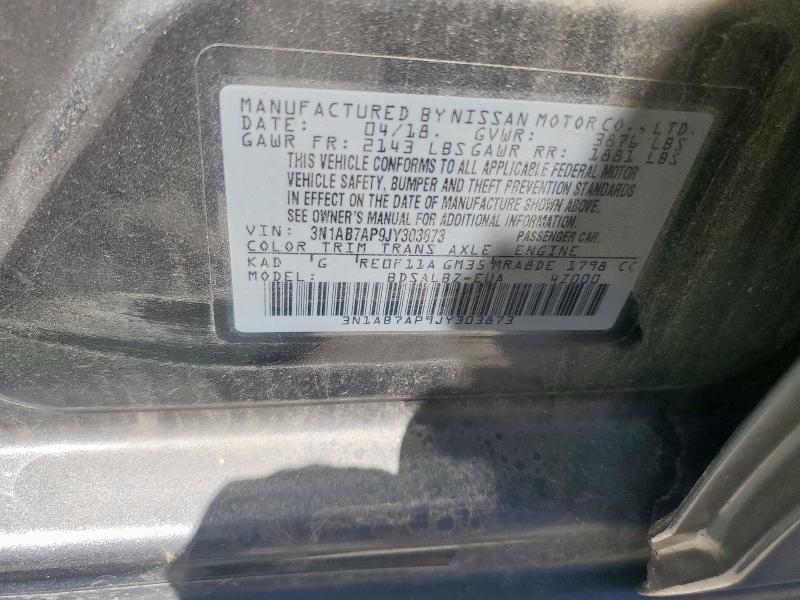 MANUFACTURED BY NISSAN MOTOR CO., LTD.
DATE: 04/18. GVWR: 3876 LBS
GAWR FR: 2143 LBS GAWR RR: 1881 LBS
THIS VEHICLE CONFORMS TO ALL APPLICABLE FEDERAL MOTOR
VEHICLE SAFETY, BUMPER AND THEFT PREVENTION STANDARDS
IN EFFECT ON THE DATE OF MANUFACTURE SHOWN ABOVE.
SEE OWNER'S MANUAL FOR ADDITIONAL INFORMATION
VIN: 3N1AB7AP9JY303873 PASSENGER CAR.
COLOR TRIM TRANS AXLE ENGINE
KAD G RE0F11A GM35 MRA8DE 1798 CC
MODEL: BDSALB7-EUA 4Z000
3N1AB7AP9JY303873